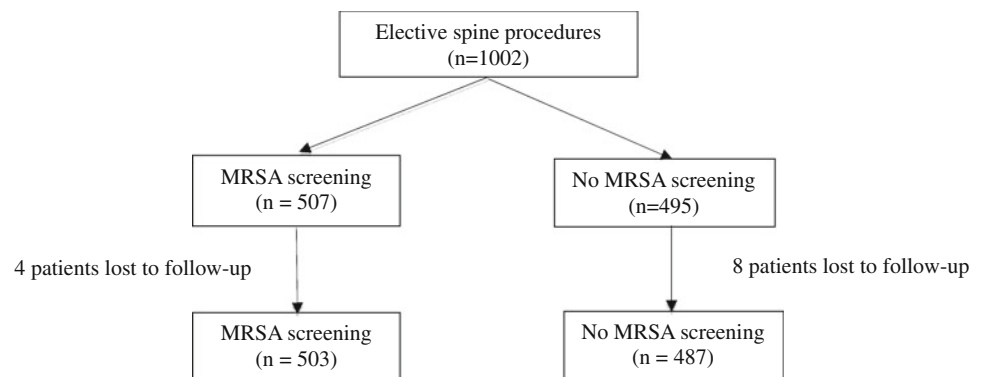 Elective spine procedures
(n=1002)
MRSA screening
(n = 507)
No MRSA screening
(n=495)
4 patients lost to follow-up
8 patients lost to follow-up
MRSA screening
(n = 503)
No MRSA screening
(n = 487)